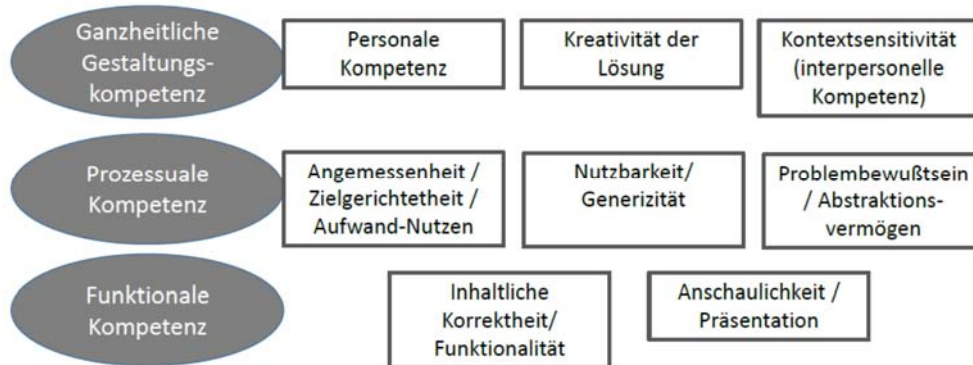 Ganzheitliche
Gestaltungs-
kompetenz
Personale
Kompetenz
Kreativität der
Lösung
Kontextsensitivität
(interpersonelle
Kompetenz)
Prozessuale
Kompetenz
Angemessenheit /
Zielgerichtetheit /
Aufwand-Nutzen
Nutzbarkeit/
Generizität
Problembewußtsein
/ Abstraktions-
vermögen
Funktionale
Kompetenz
Inhaltliche
Korrektheit/
Funktionalität
Anschaulichkeit /
Präsentation